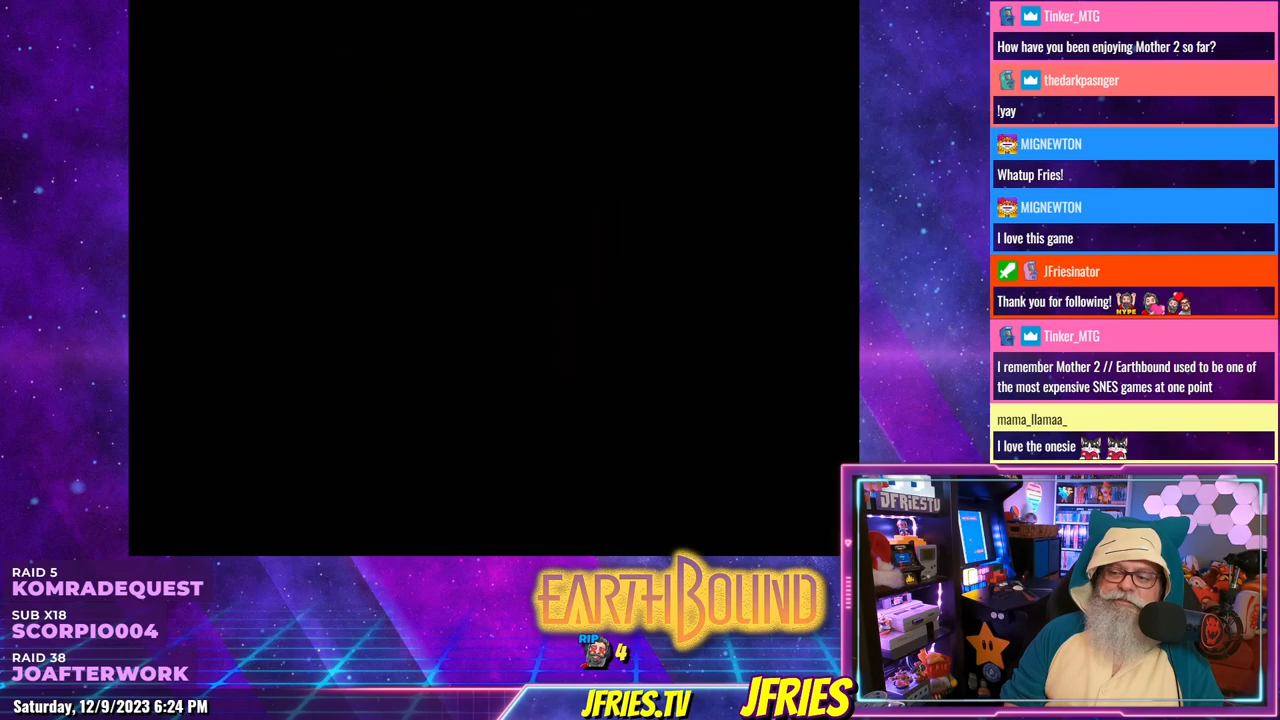 Tinker_MTG
How have you been enjoying Mother 2 so far?
thedarkpasnger
!yay
MIGNEWTON
Whatup Fries!
MIGNEWTON
I love this game
JFriesinator
Thank you for following!
HYPE
Tinker_MTG
I remember Mother 2 // Earthbound used to be one of
the most expensive SNES games at one point
mama_llamaa_
I love the onesie
JFRIESTV
RAID 5
KOMRADEQUEST
SUB X18
SCORPIO004
RAID 38
JOAFTERWORK
Saturday, 12/9/2023 6:24 PM
EARTHBOUND
RIP
4
JFRIES.TV
JFRIES